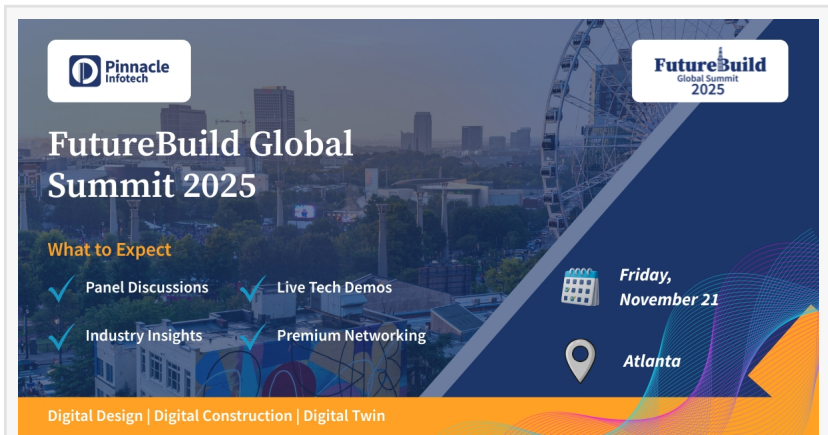 Pinnacle
Infotech
FutureBuild
Global Summit
2025
FutureBuild Global
Summit 2025
What to Expect
Panel Discussions
Live Tech Demos
Industry Insights
Premium Networking
Friday,
November 21
Atlanta
Digital Design | Digital Construction | Digital Twin